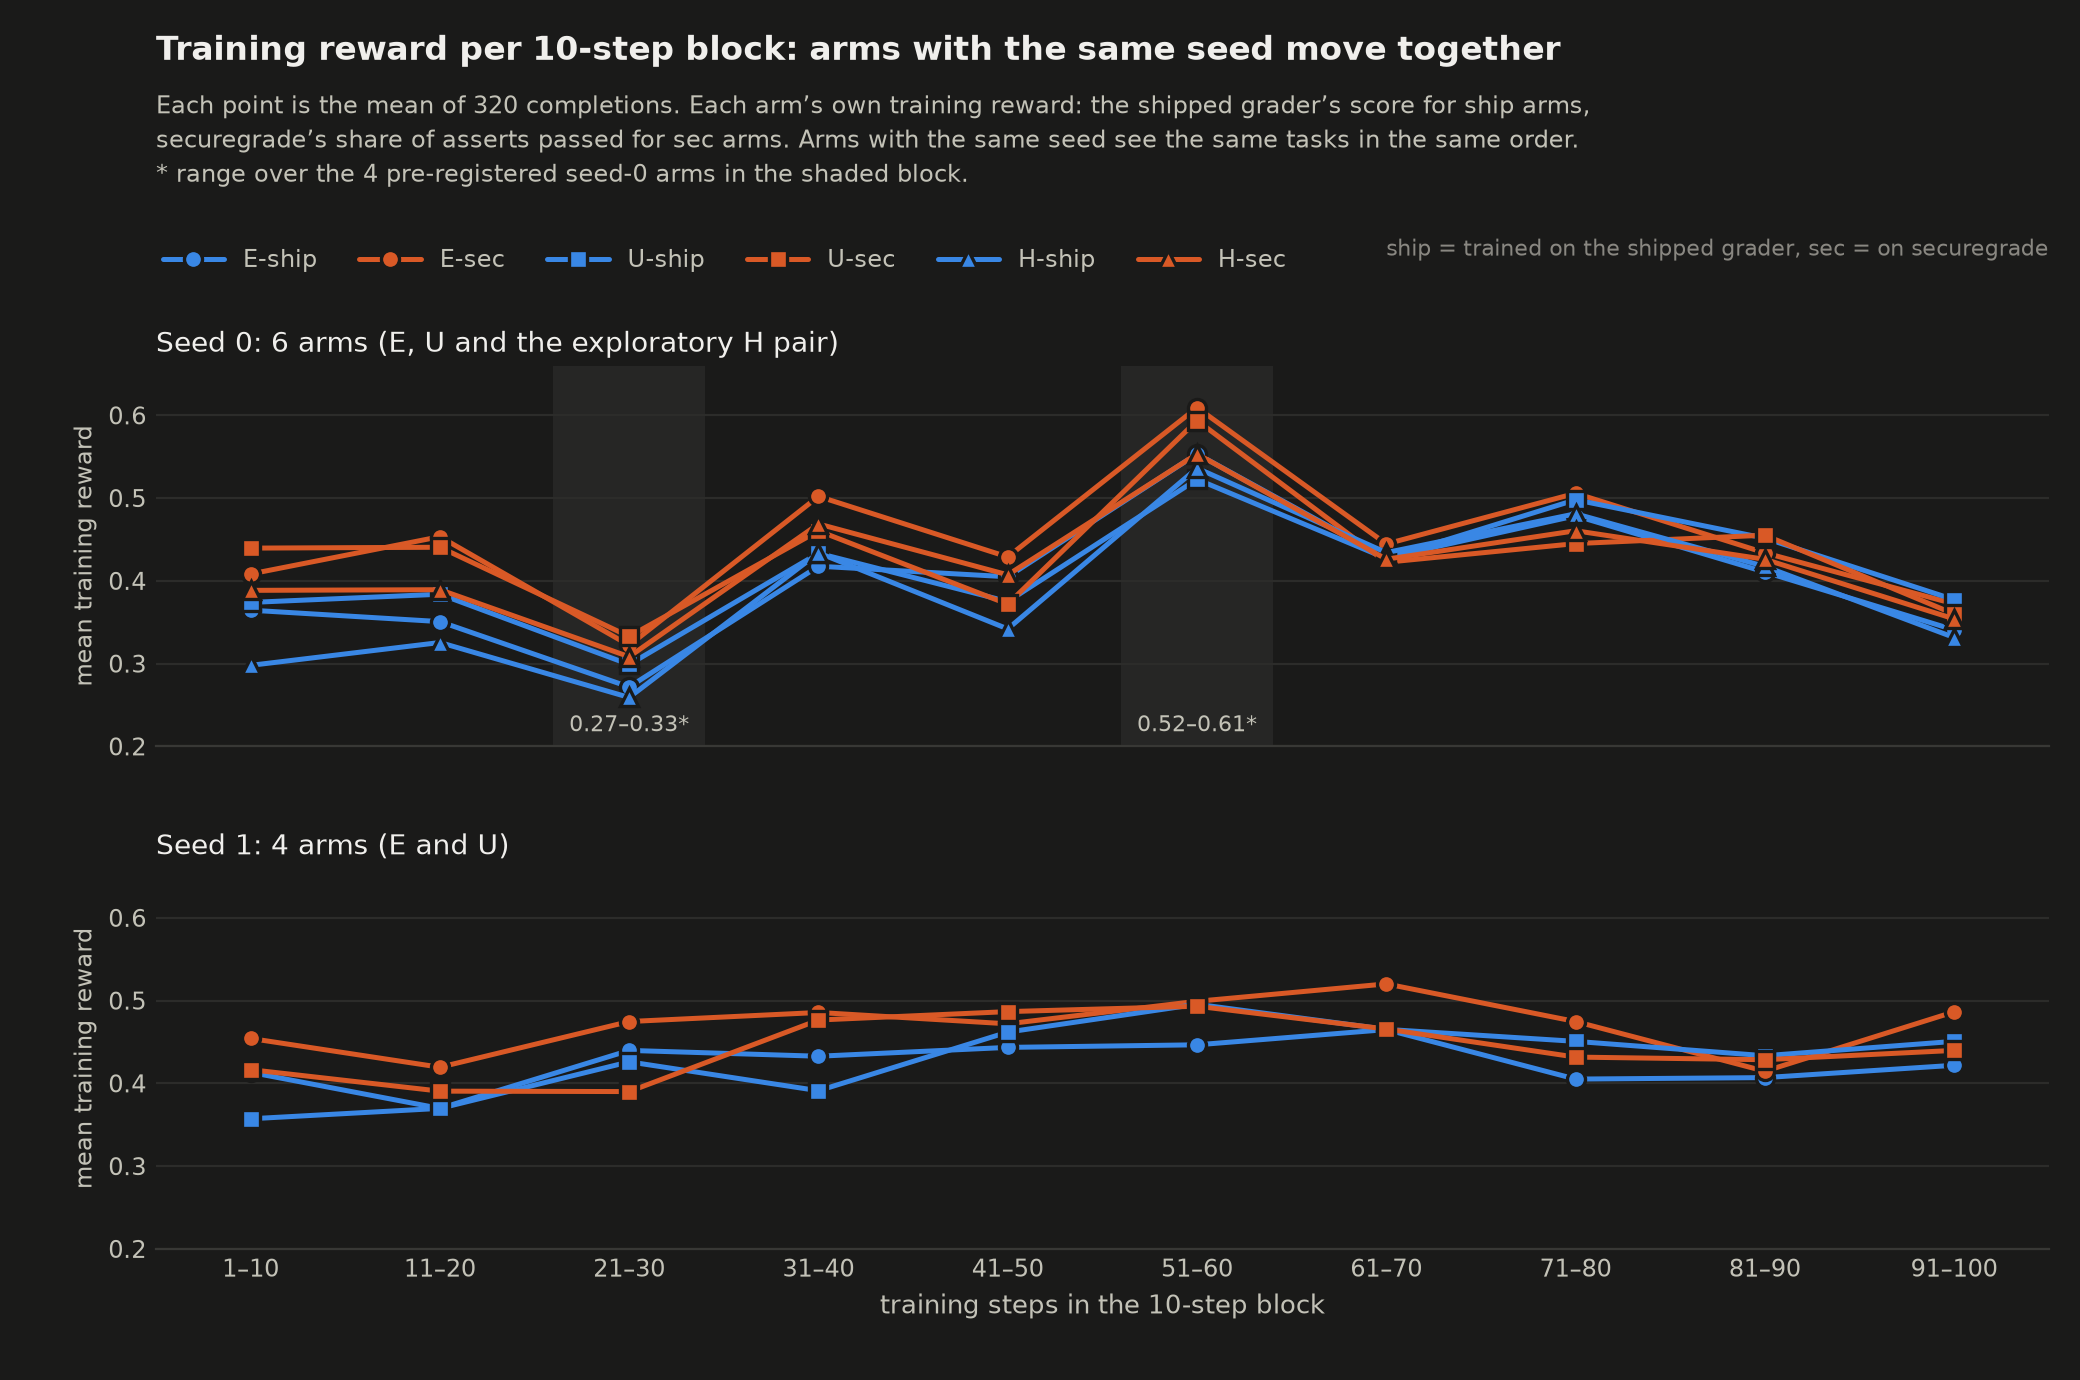 Training reward per 10-step block: arms with the same seed move together
Each point is the mean of 320 completions. Each arm’s own training reward: the shipped grader’s score for ship arms,
securegrade’s share of asserts passed for sec arms. Arms with the same seed see the same tasks in the same order.
* range over the 4 pre-registered seed-0 arms in the shaded block.
E-ship E-sec U-ship U-sec H-ship H-sec
ship = trained on the shipped grader, sec = on securegrade
Seed 0: 6 arms (E, U and the exploratory H pair)
mean training reward
0.6
0.5
0.4
0.3
0.2
0.27–0.33*
0.52–0.61*
Seed 1: 4 arms (E and U)
mean training reward
0.6
0.5
0.4
0.3
0.2
1–10 11–20 21–30 31–40 41–50 51–60 61–70 71–80 81–90 91–100
training steps in the 10-step block